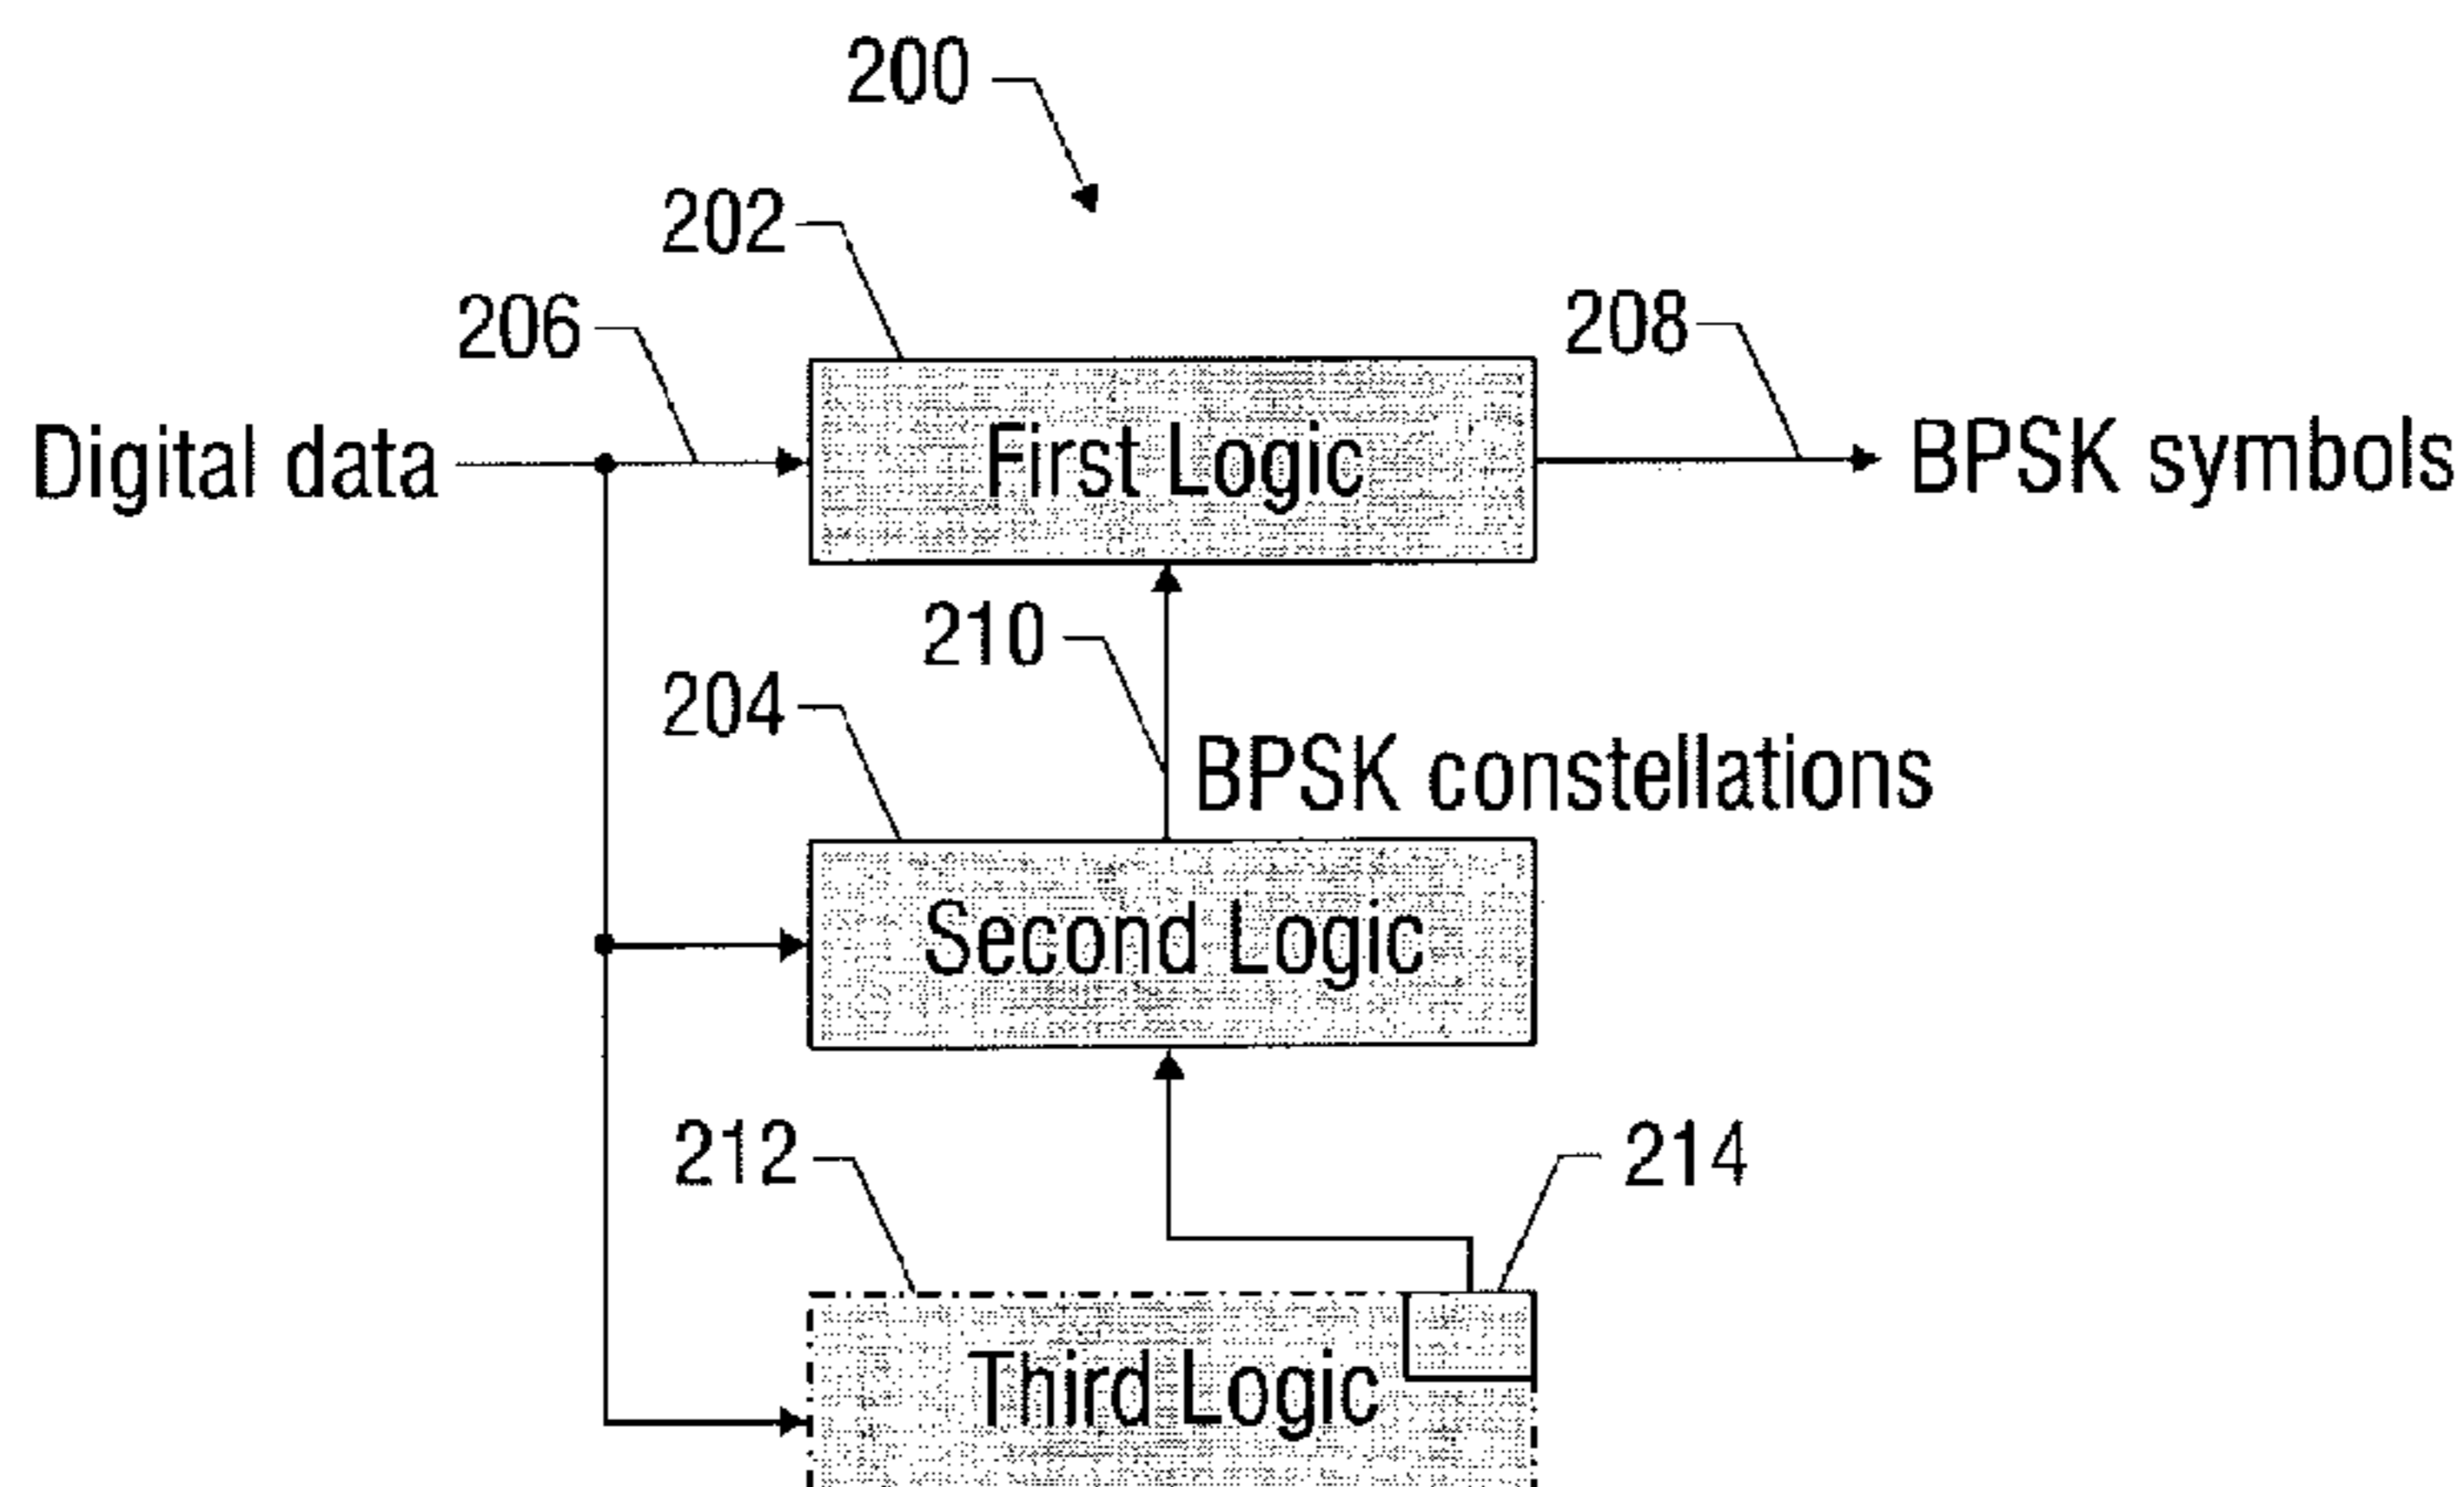 200
202
206
208
Digital data
First Logic
BPSK symbols
210
204
BPSK constellations
Second Logic
212
214
Third Logic